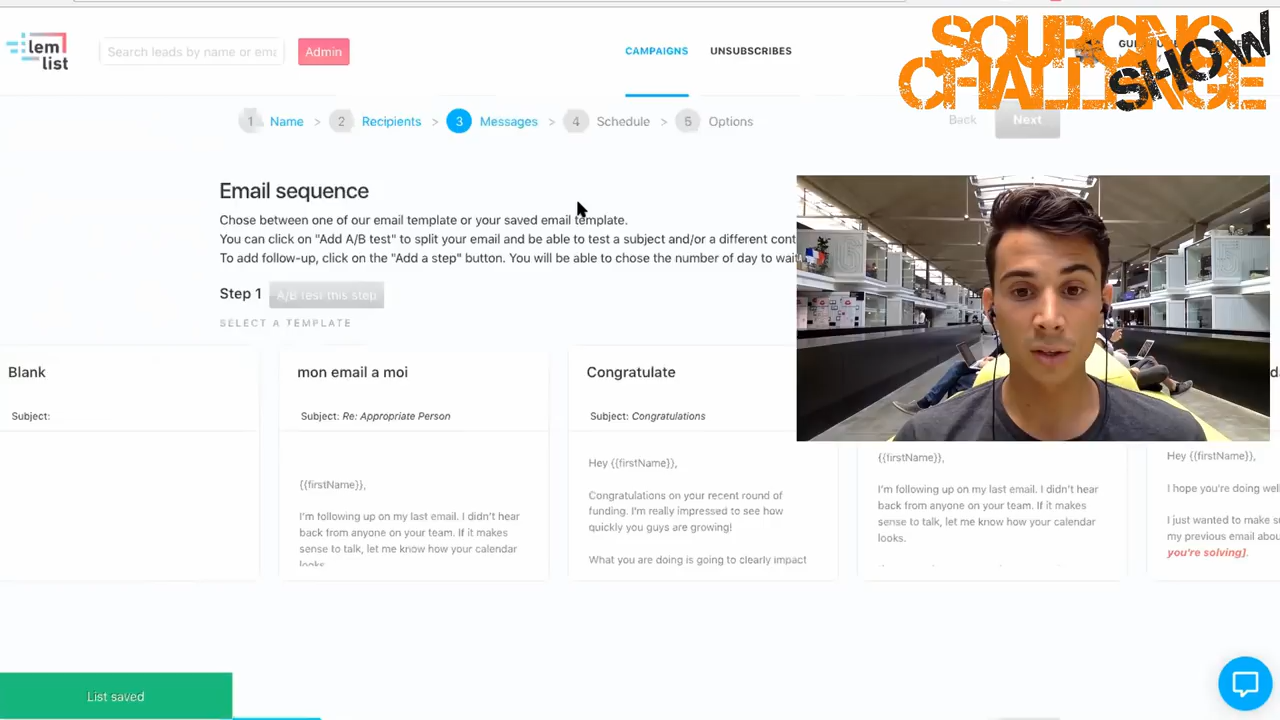 lem
list
Search leads by name or ema
Admin
CAMPAIGNS
UNSUBSCRIBES
SOURCING
CHALLENGE
SHOW
1 Name > 2 Recipients > 3 Messages > 4 Schedule > 5 Options
Back
Next
Email sequence
Chose between one of our email template or your saved email template.
You can click on "Add A/B test" to split your email and be able to test a subject and/or a different cont
To add follow-up, click on the "Add a step" button. You will be able to chose the number of day to wait
Step 1
A/B Test this step
SELECT A TEMPLATE
Blank
Subject:
mon email a moi
Subject: Re: Appropriate Person
{{firstName}},
I'm following up on my last email. I didn't hear
back from anyone on your team. If it makes
sense to talk, let me know how your calendar
looks.
Congratulate
Subject: Congratulations
Hey {{firstName}},
Congratulations on your recent round of
funding. I'm really impressed to see how
quickly you guys are growing!
What you are doing is going to clearly impact
{{firstName}},
I'm following up on my last email. I didn't hear
back from anyone on your team. If it makes
sense to talk, let me know how your calendar
looks.
Hey {{firstName}},
I hope you're doing well
I just wanted to make su
my previous email abou
you're solving].
List saved